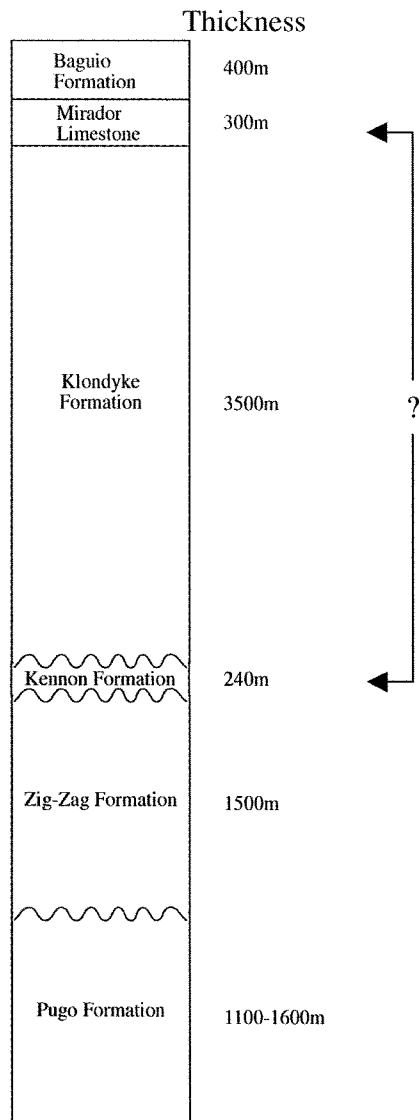 Thickness
Baguio
Formation
400m
Mirador
Limestone
300m
Klondyke
Formation
3500m
?
Kennon Formation
240m
Zig-Zag Formation
1500m
Pugo Formation
1100-1600m